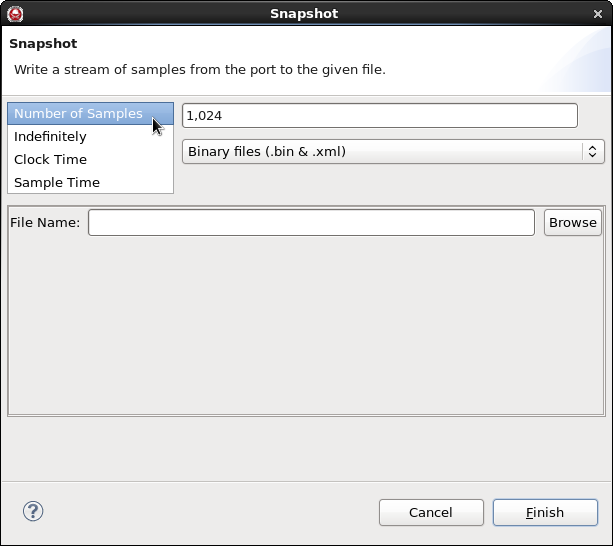 Snapshot
Snapshot
Write a stream of samples from the port to the given file.
Number of Samples
1,024
Indefinitely
Binary files (.bin & .xml)
Clock Time
Sample Time
File Name:
Browse
Cancel
Finish